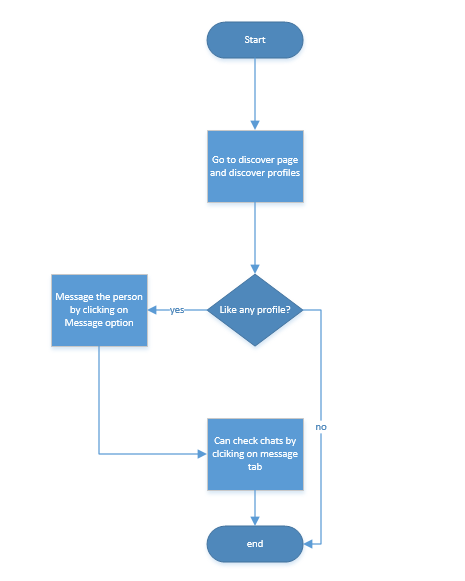 Start
Go to discover page
and discover profiles
Like any profile?
yes
Message the person
by clicking on
Message option
no
Can check chats by
clciking on message
tab
end